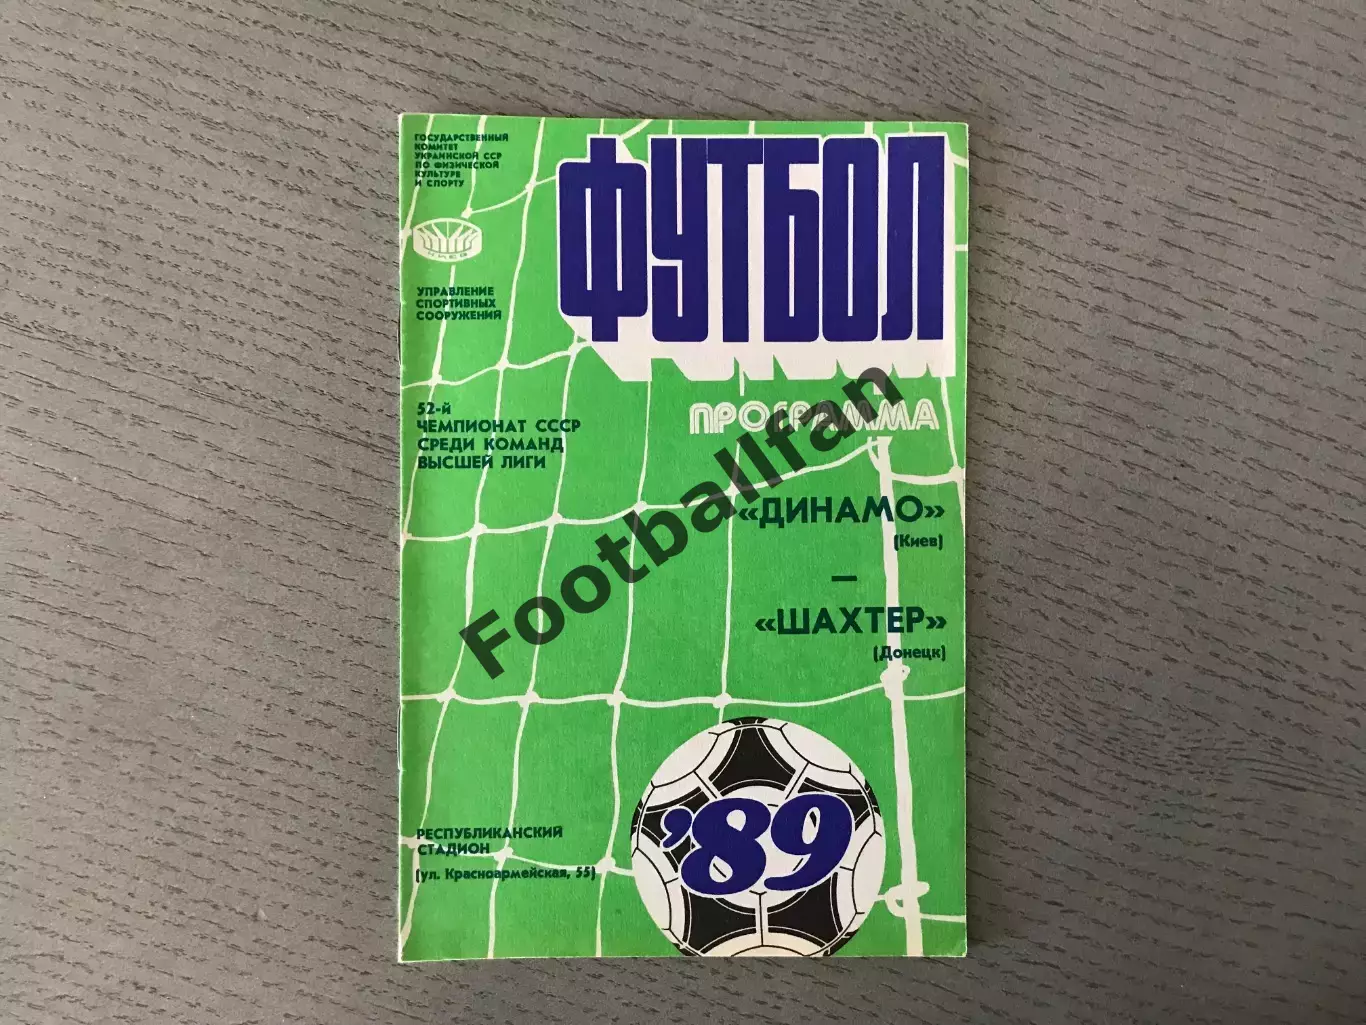 ГОСУДАРСТВЕННЫЙ
КОМИТЕТ
УКРАИНСКОЙ ССР
ПО ФИЗИЧЕСКОЙ
КУЛЬТУРЕ
И СПОРТУ
КИЕВ
УПРАВЛЕНИЕ
СПОРТИВНЫХ
СООРУЖЕНИЙ
ФУТБОЛ
ПРОГРАММА
52-й
ЧЕМПИОНАТ СССР
СРЕДИ КОМАНД
ВЫСШЕЙ ЛИГИ
«ДИНАМО»
(Киев)
—
«ШАХТЕР»
(Донецк)
Footballfan
'89
РЕСПУБЛИКАНСКИЙ
СТАДИОН
(ул. Красноармейская, 55)